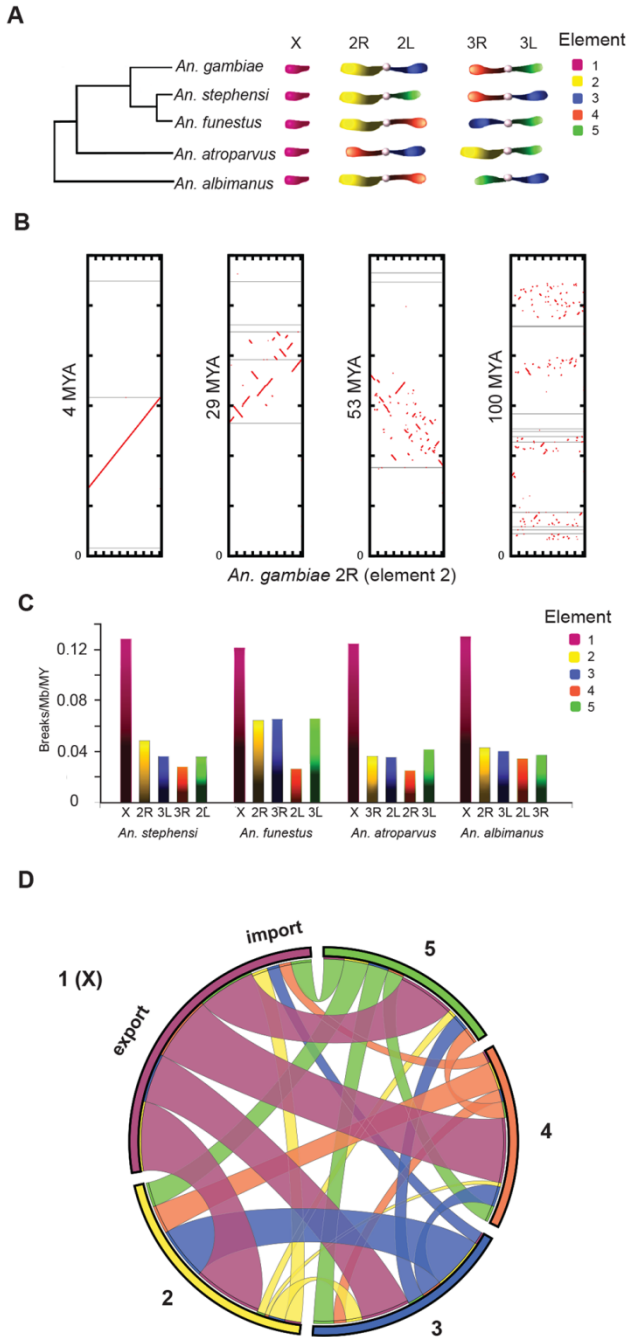 A
X 2R 2L 3R 3L Element
An. gambiae
An. stephensi
An. funestus
An. atroparvus
An. albimanus
1
2
3
4
5
B
4 MYA
0
29 MYA
0
53 MYA
0
100 MYA
0
An. gambiae 2R (element 2)
C
Element
1
2
3
4
5
Breaks/Mb/MY
0.12
0.08
0.04
0
X 2R 3L 3R 2L X 2R 3R 2L 3L X 3R 2L 2R 3L X 2R 3L 2L 3R
An. stephensi An. funestus An. atroparvus An. albimanus
D
import
5
1 (X)
export
4
2
3